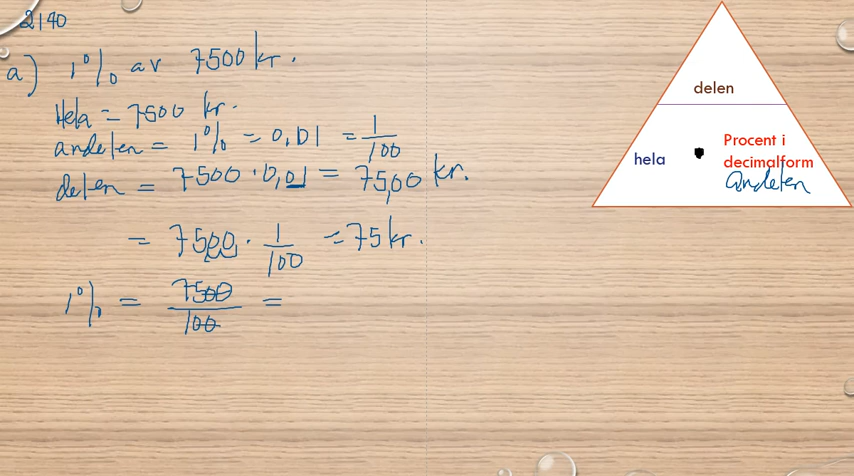 2140
a) 1% av 7500 kr.
Hela = 7500 kr.
andelen = 1% = 0,01 = 1/100
delen = 7500 · 0,01 = 75,00 kr.
= 7500 · 1/100 = 75 kr.
1% = 7500/100 =
delen
hela · Procent i
decimalform
andelen